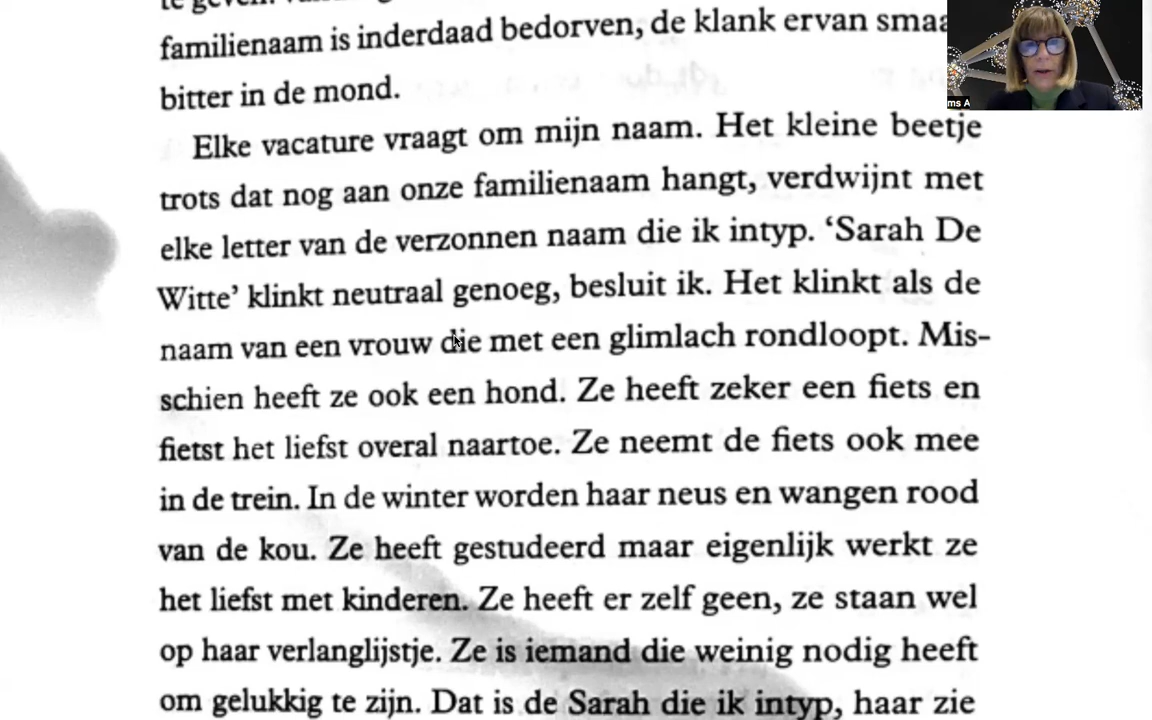 familienaam is inderdaad bedorven, de klank ervan
bitter in de mond.
Elke vacature vraagt om mijn naam. Het kleine beetje
trots dat nog aan onze familienaam hangt, verdwijnt met
elke letter van de verzonnen naam die ik intyp. ‘Sarah De
Witte’ klinkt neutraal genoeg, besluit ik. Het klinkt als de
naam van een vrouw die met een glimlach rondloopt. Mis-
schien heeft ze ook een hond. Ze heeft zeker een fiets en
fietst het liefst overal naartoe. Ze neemt de fiets ook mee
in de trein. In de winter worden haar neus en wangen rood
van de kou. Ze heeft gestudeerd maar eigenlijk werkt ze
het liefst met kinderen. Ze heeft er zelf geen, ze staan wel
op haar verlanglijstje. Ze is iemand die weinig nodig heeft
om gelukkig te zijn. Dat is de Sarah die ik intyp, haar zie
ms A